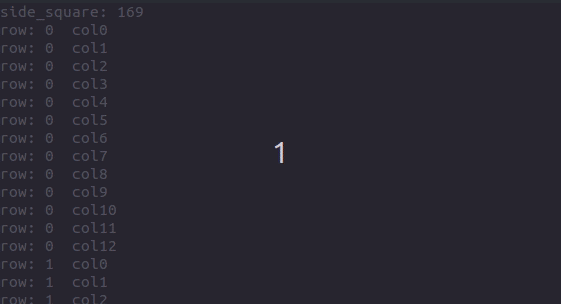 side_square: 169
row: 0  col0
row: 0  col1
row: 0  col2
row: 0  col3
row: 0  col4
row: 0  col5
row: 0  col6
row: 0  col7
row: 0  col8
row: 0  col9
row: 0  col10
row: 0  col11
row: 0  col12
row: 1  col0
row: 1  col1
row: 1  col2
1